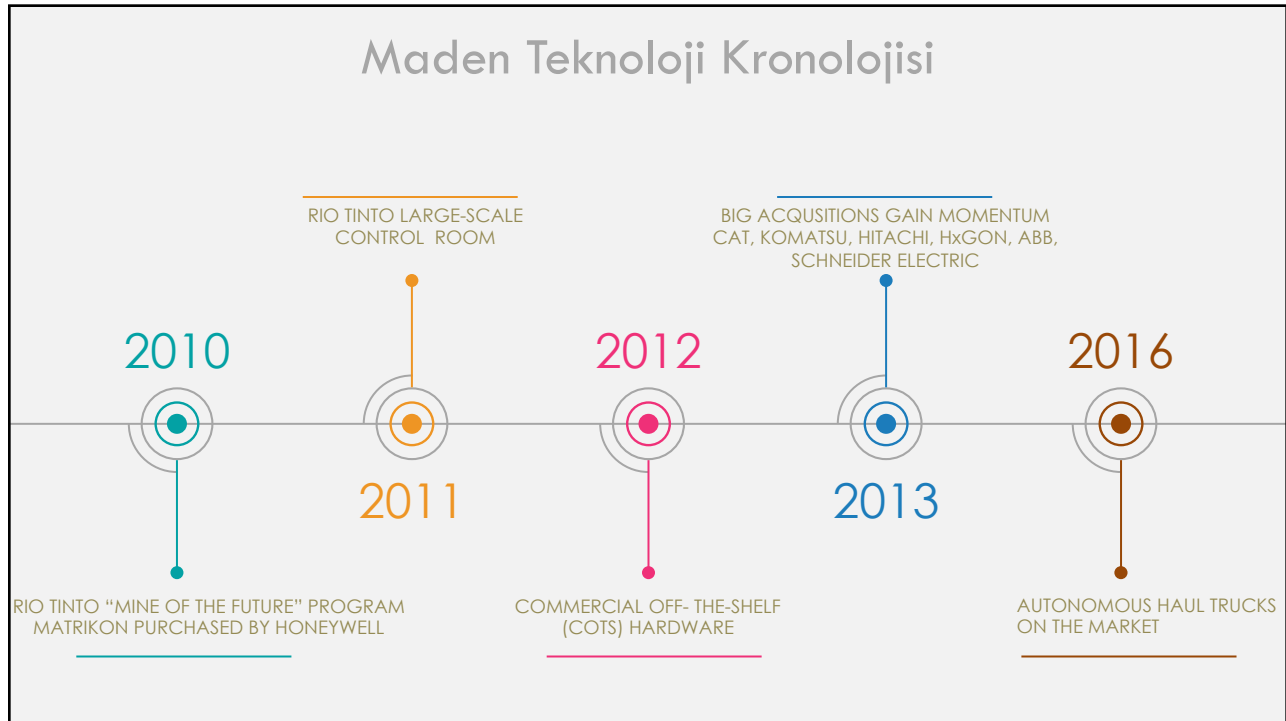 Maden Teknoloji Kronolojisi
2010
RIO TINTO “MINE OF THE FUTURE” PROGRAM
MATRIKON PURCHASED BY HONEYWELL
RIO TINTO LARGE-SCALE
CONTROL ROOM
2011
2012
COMMERCIAL OFF- THE-SHELF
(COTS) HARDWARE
BIG ACQUSITIONS GAIN MOMENTUM
CAT, KOMATSU, HITACHI, HxGON, ABB,
SCHNEIDER ELECTRIC
2013
2016
AUTONOMOUS HAUL TRUCKS
ON THE MARKET